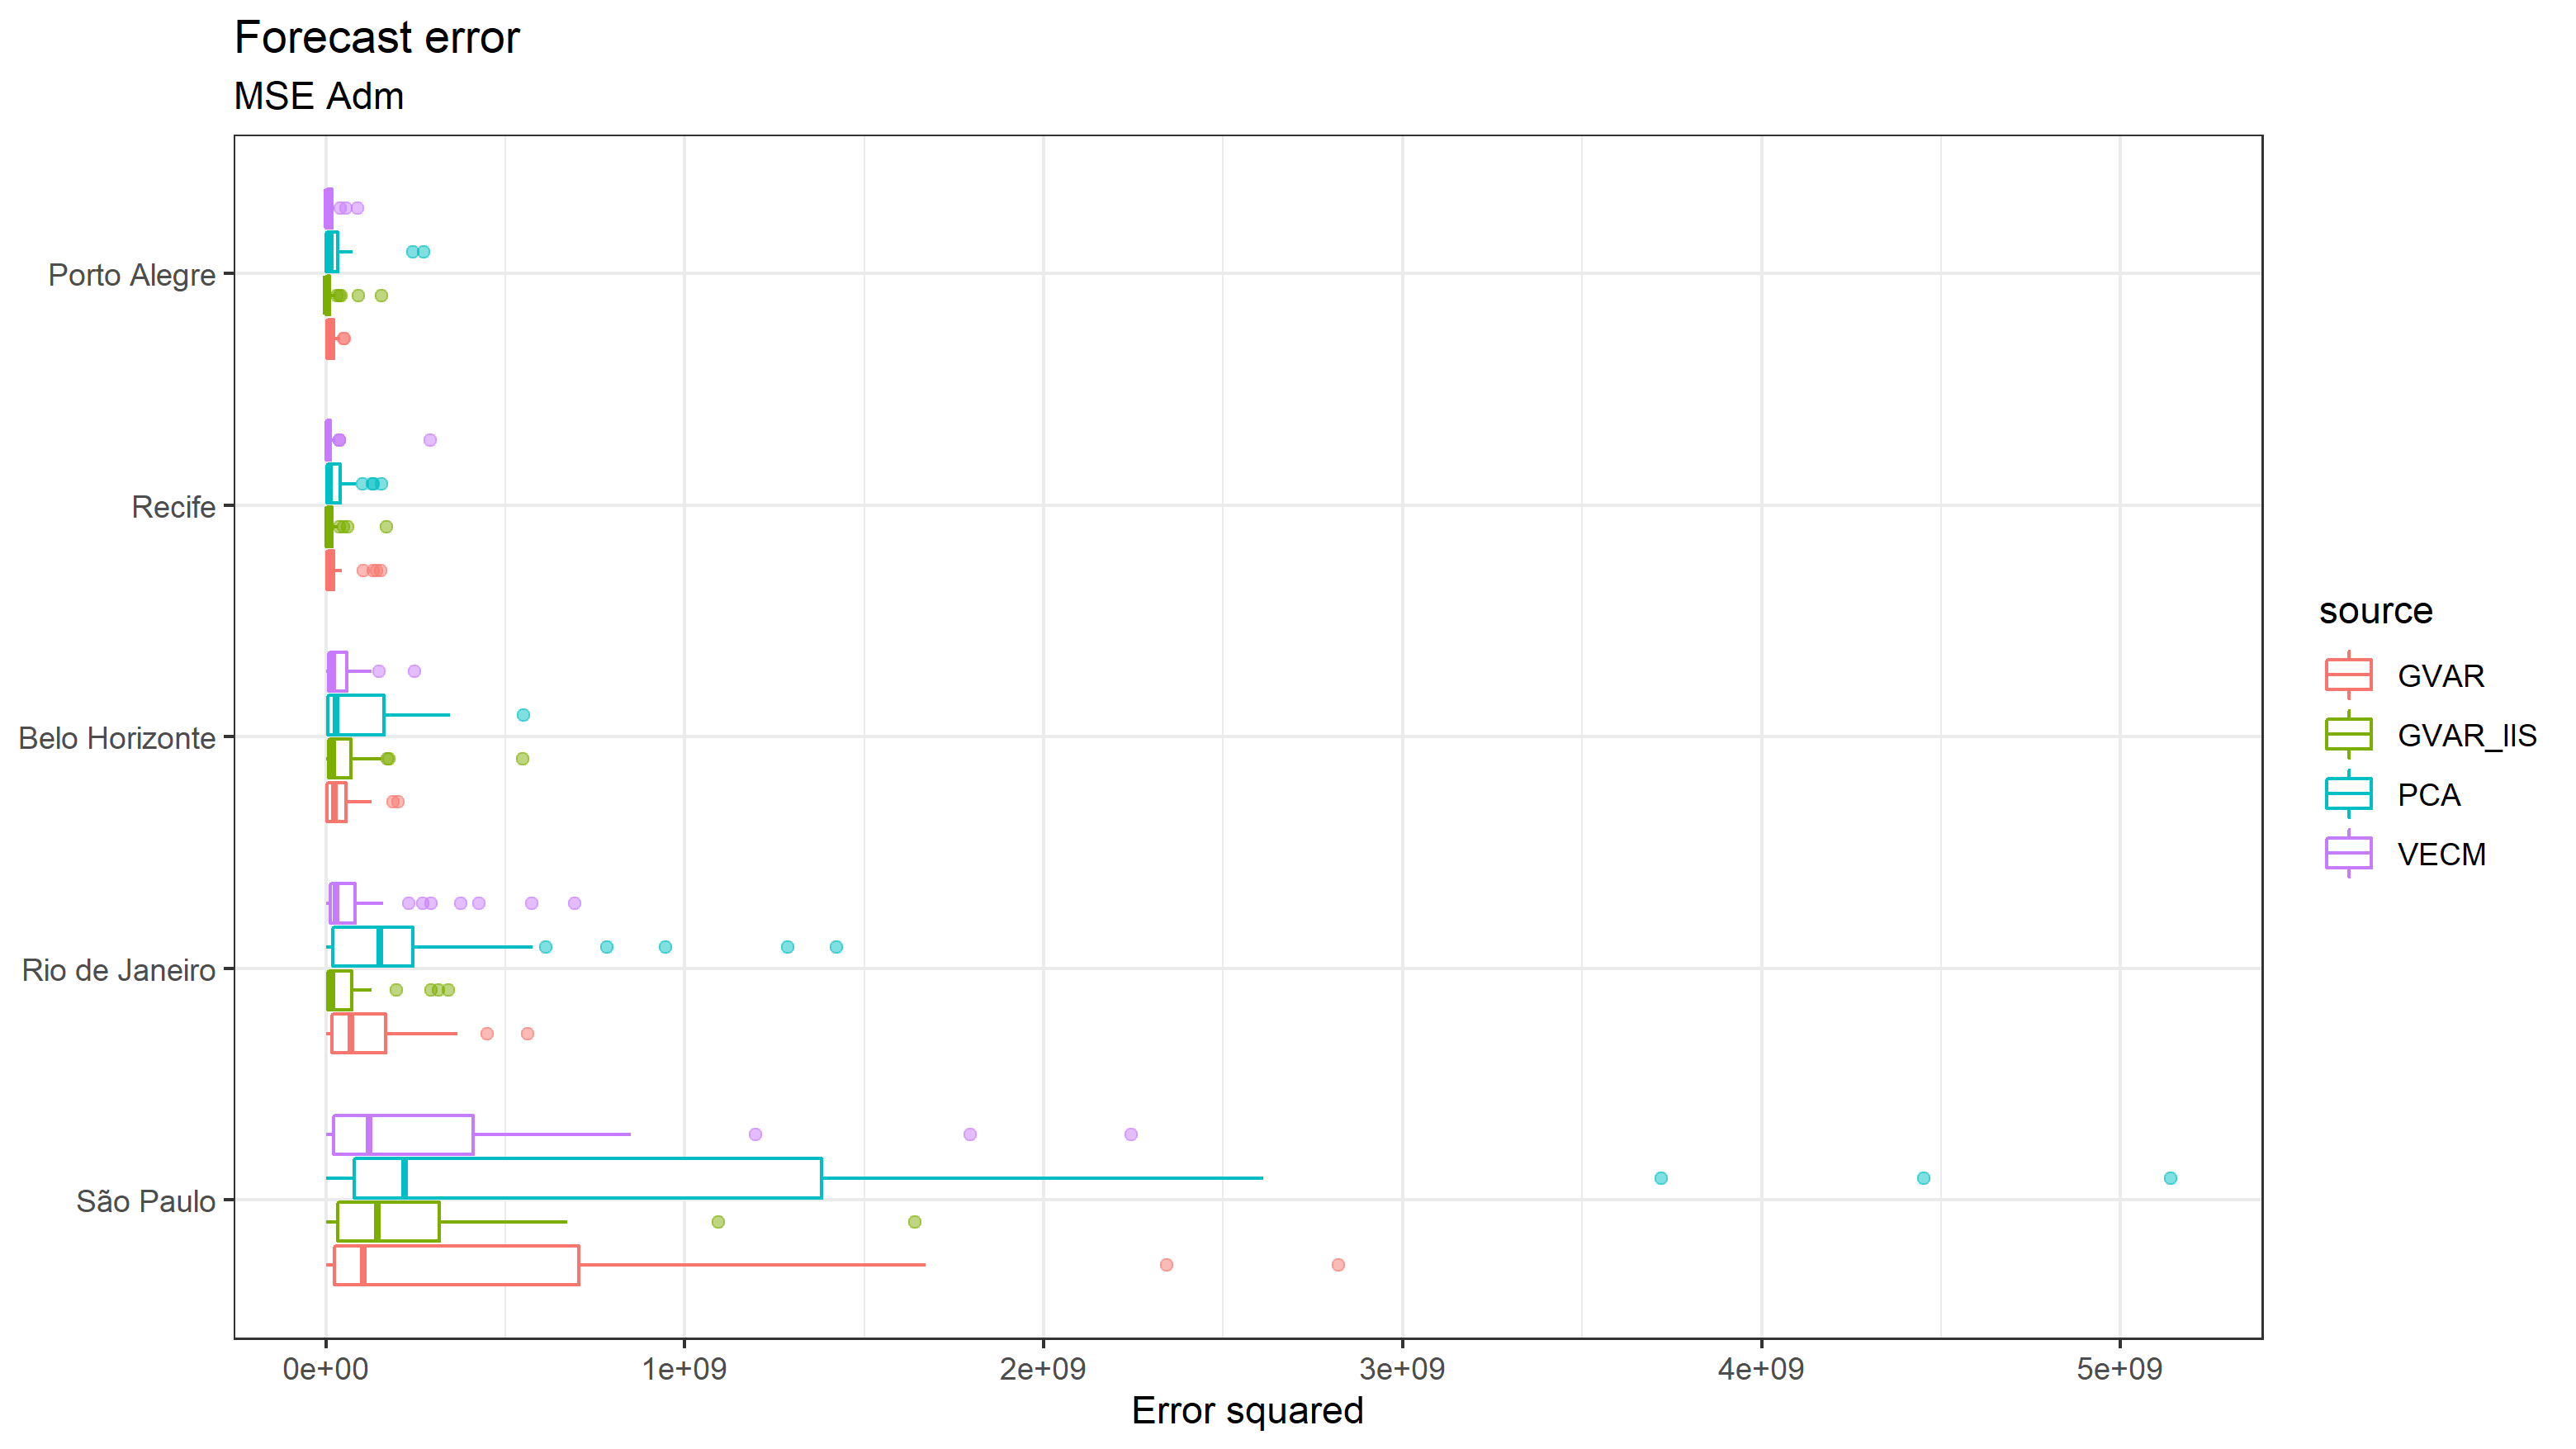 Forecast error
MSE Adm
Porto Alegre
Recife
Belo Horizonte
Rio de Janeiro
São Paulo
0e+00 1e+09 2e+09 3e+09 4e+09 5e+09
Error squared
source
GVAR
GVAR_IIS
PCA
VECM